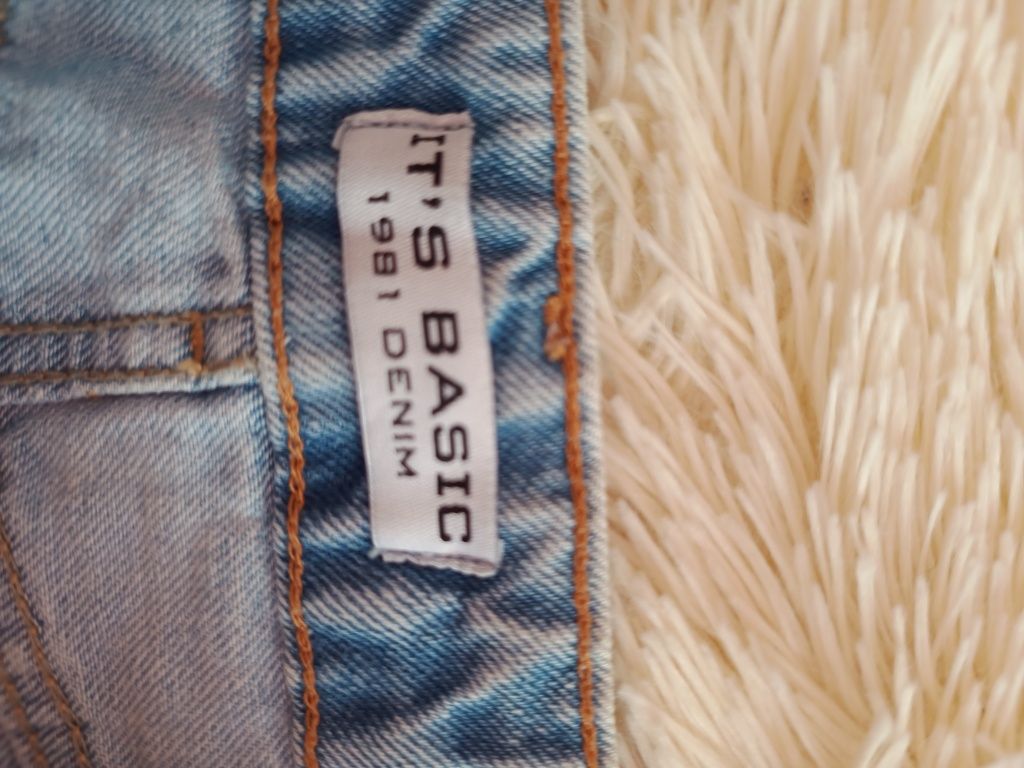 IT'S BASIC
1981 DENIM